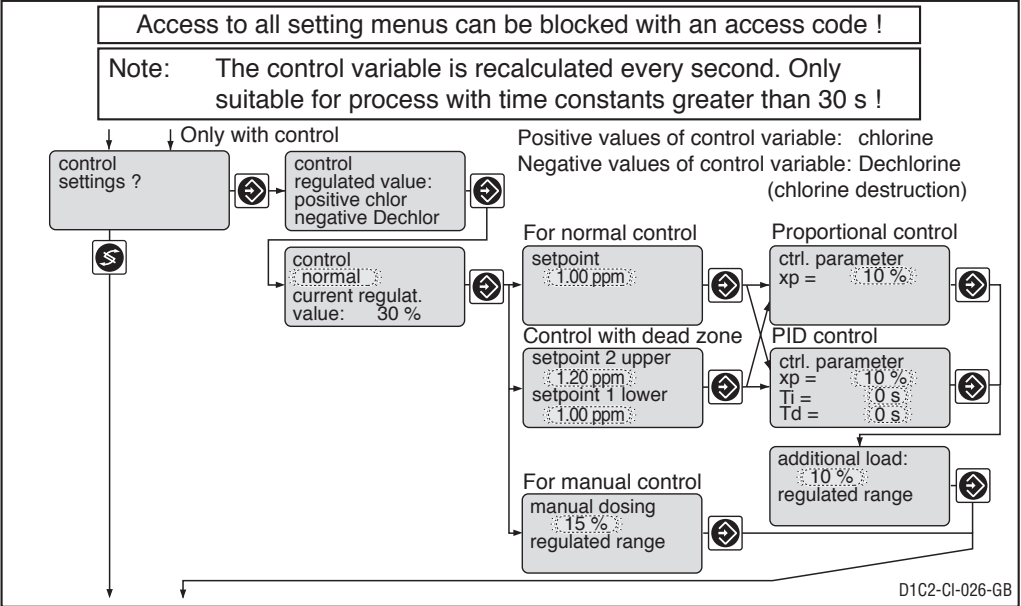 Access to all setting menus can be blocked with an access code !
Note: The control variable is recalculated every second. Only
suitable for process with time constants greater than 30 s !
Only with control
Positive values of control variable: chlorine
Negative values of control variable: Dechlorine
(chlorine destruction)
control
settings ?
control
regulated value:
positive chlor
negative Dechlor
control
normal
current regulat.
value: 30 %
For normal control
setpoint
1.00 ppm
Proportional control
ctrl. parameter
xp = 10 %
Control with dead zone
setpoint 2 upper
1.20 ppm
setpoint 1 lower
1.00 ppm
PID control
ctrl. parameter
xp = 10 %
Ti = 0 s
Td = 0 s
additional load:
10 %
regulated range
For manual control
manual dosing
15 %
regulated range
D1C2-CI-026-GB